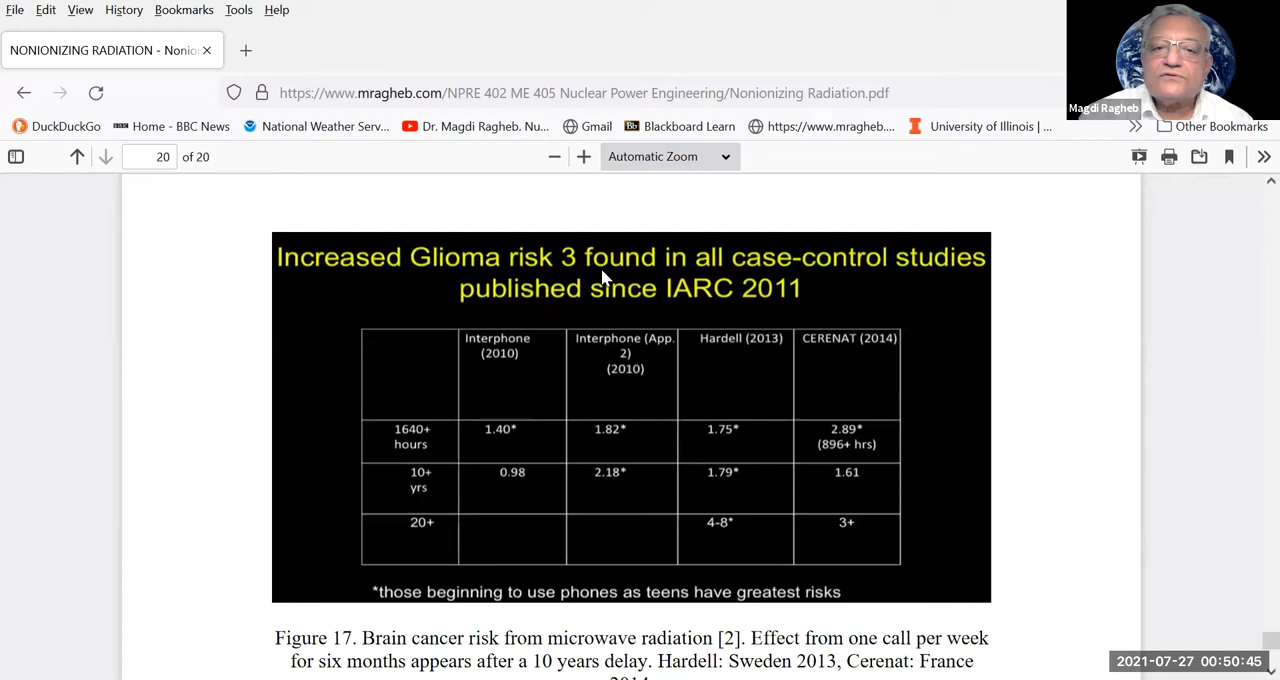 File Edit View History Bookmarks Tools Help
NONIONIZING RADIATION - Nonio
https://www.mragheb.com/NPRE 402 ME 405 Nuclear Power Engineering/Nonionizing Radiation.pdf
Magdi Ragheb
DuckDuckGo BBC Home - BBC News National Weather Serv... Dr. Magdi Ragheb. Nu... Gmail Bb Blackboard Learn https://www.mragheb.... University of Illinois | ... Other Bookmarks
20 of 20 Automatic Zoom
Increased Glioma risk 3 found in all case-control studies
published since IARC 2011
Interphone (2010) Interphone (App. 2) (2010) Hardell (2013) CERENAT (2014)
1640+ hours 1.40* 1.82* 1.75* 2.89* (896+ hrs)
10+ yrs 0.98 2.18* 1.79* 1.61
20+ 4-8* 3+
*those beginning to use phones as teens have greatest risks
Figure 17. Brain cancer risk from microwave radiation [2]. Effect from one call per week
for six months appears after a 10 years delay. Hardell: Sweden 2013, Cerenat: France
2021-07-27 00:50:45